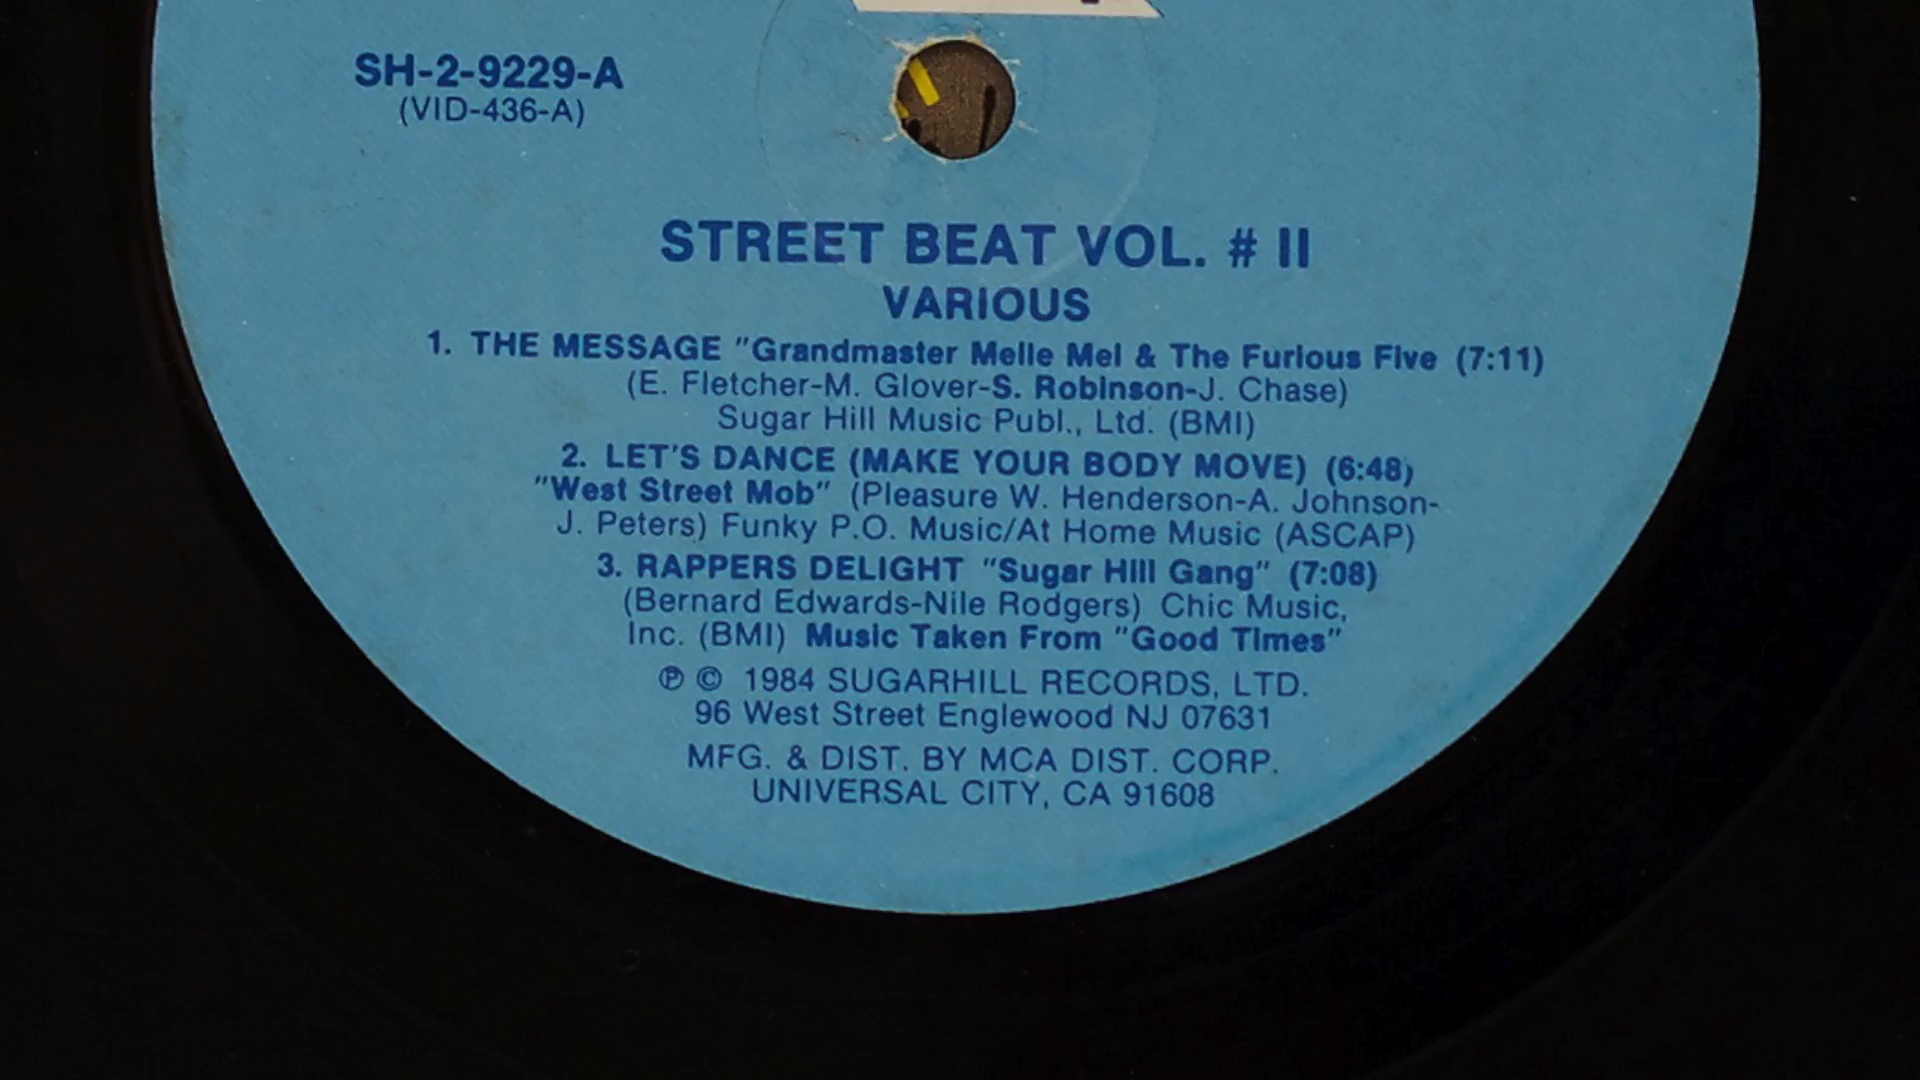 SH-2-9229-A
(VID-436-A)
STREET BEAT VOL. # II
VARIOUS
1. THE MESSAGE "Grandmaster Melle Mel & The Furious Five (7:11)
(E. Fletcher-M. Glover-S. Robinson-J. Chase)
Sugar Hill Music Publ., Ltd. (BMI)
2. LET'S DANCE (MAKE YOUR BODY MOVE) (6:48)
"West Street Mob" (Pleasure W. Henderson-A. Johnson-
J. Peters) Funky P.O. Music/At Home Music (ASCAP)
3. RAPPERS DELIGHT "Sugar Hill Gang" (7:08)
(Bernard Edwards-Nile Rodgers) Chic Music,
Inc. (BMI) Music Taken From "Good Times"
℗ © 1984 SUGARHILL RECORDS, LTD.
96 West Street Englewood NJ 07631
MFG. & DIST. BY MCA DIST. CORP.
UNIVERSAL CITY, CA 91608